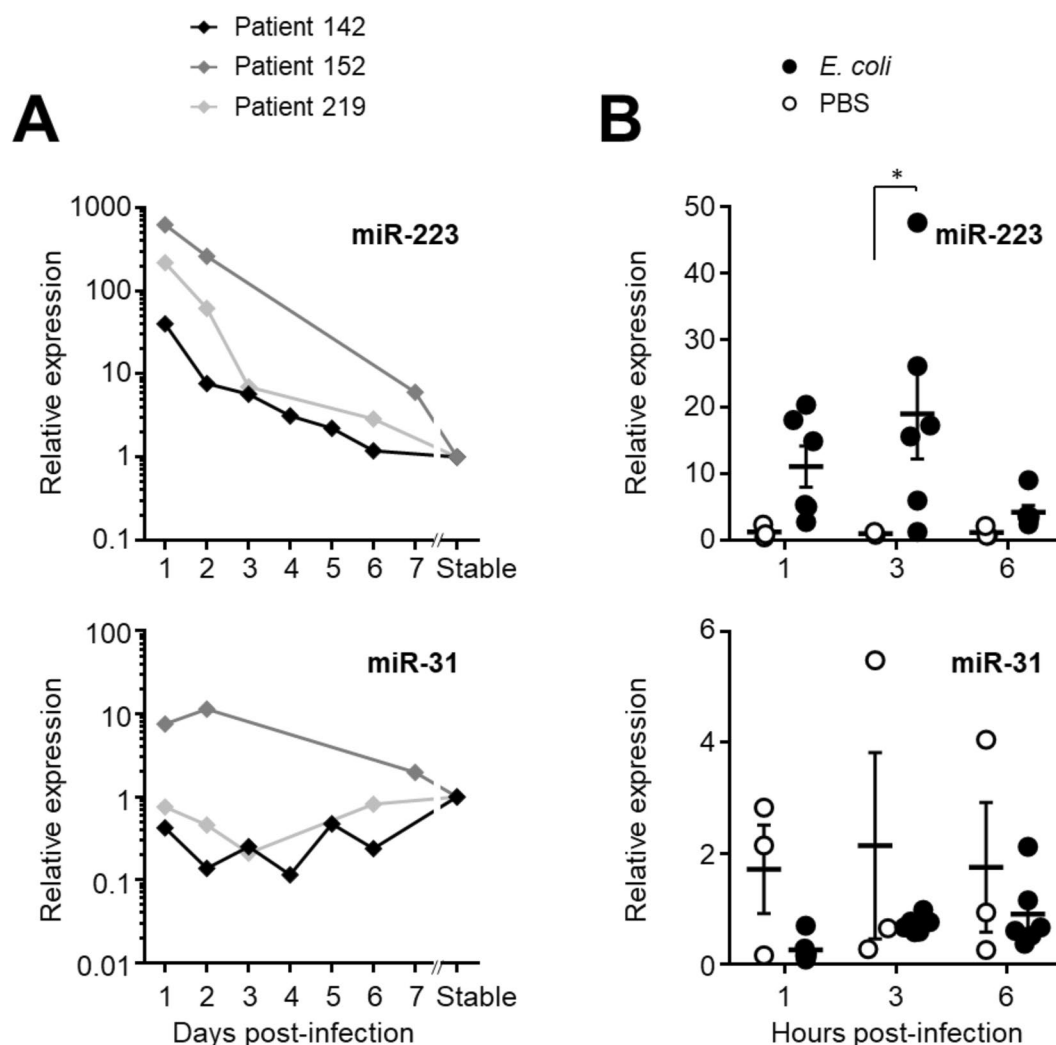 Patient 142
Patient 152
Patient 219
A
1000
100
10
1
0.1
Relative expression
miR-223
1 2 3 4 5 6 7 Stable
100
10
1
0.1
0.01
Relative expression
miR-31
1 2 3 4 5 6 7 Stable
Days post-infection
E. coli
PBS
B
*
50
40
30
20
10
0
Relative expression
miR-223
1 3 6
6
4
2
0
Relative expression
miR-31
1 3 6
Hours post-infection